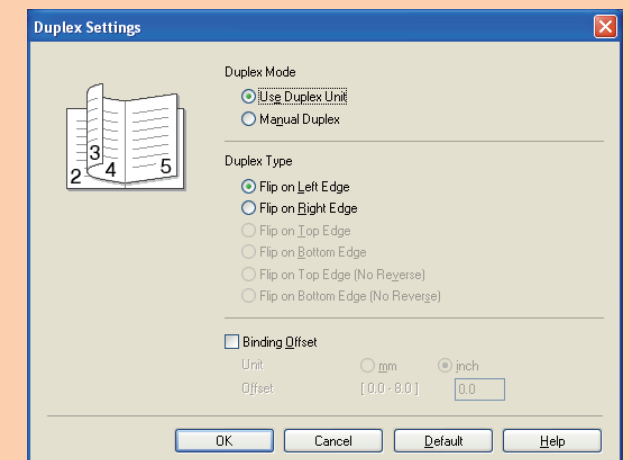 Duplex Settings
Duplex Mode
Use Duplex Unit
Manual Duplex
Duplex Type
Flip on Left Edge
Flip on Right Edge
Flip on Top Edge
Flip on Bottom Edge
Flip on Top Edge (No Reverse)
Flip on Bottom Edge (No Reverse)
2 3 4 5
Binding Offset
Unit mm inch
Offset [ 0.0 - 8.0 ] 0.0
OK Cancel Default Help